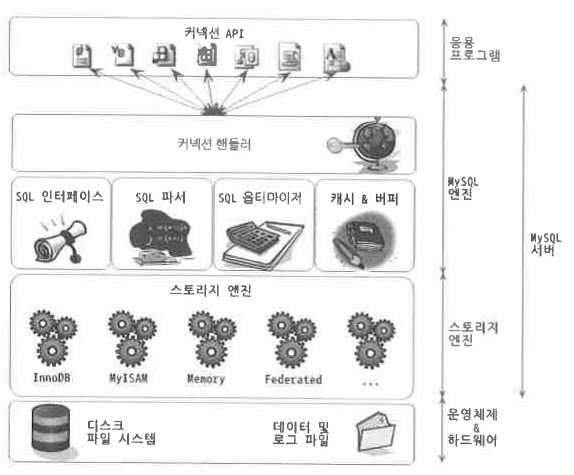 커넥션 API
응용
프로그램
커넥션 핸들러
SQL 인터페이스
SQL 파서
SQL 옵티마이저
캐시 & 버퍼
MySQL
엔진
MySQL
서버
스토리지 엔진
InnoDB
MyISAM
Memory
Federated
...
스토리지
엔진
디스크
파일 시스템
데이터 및
로그 파일
운영체제
&
하드웨어